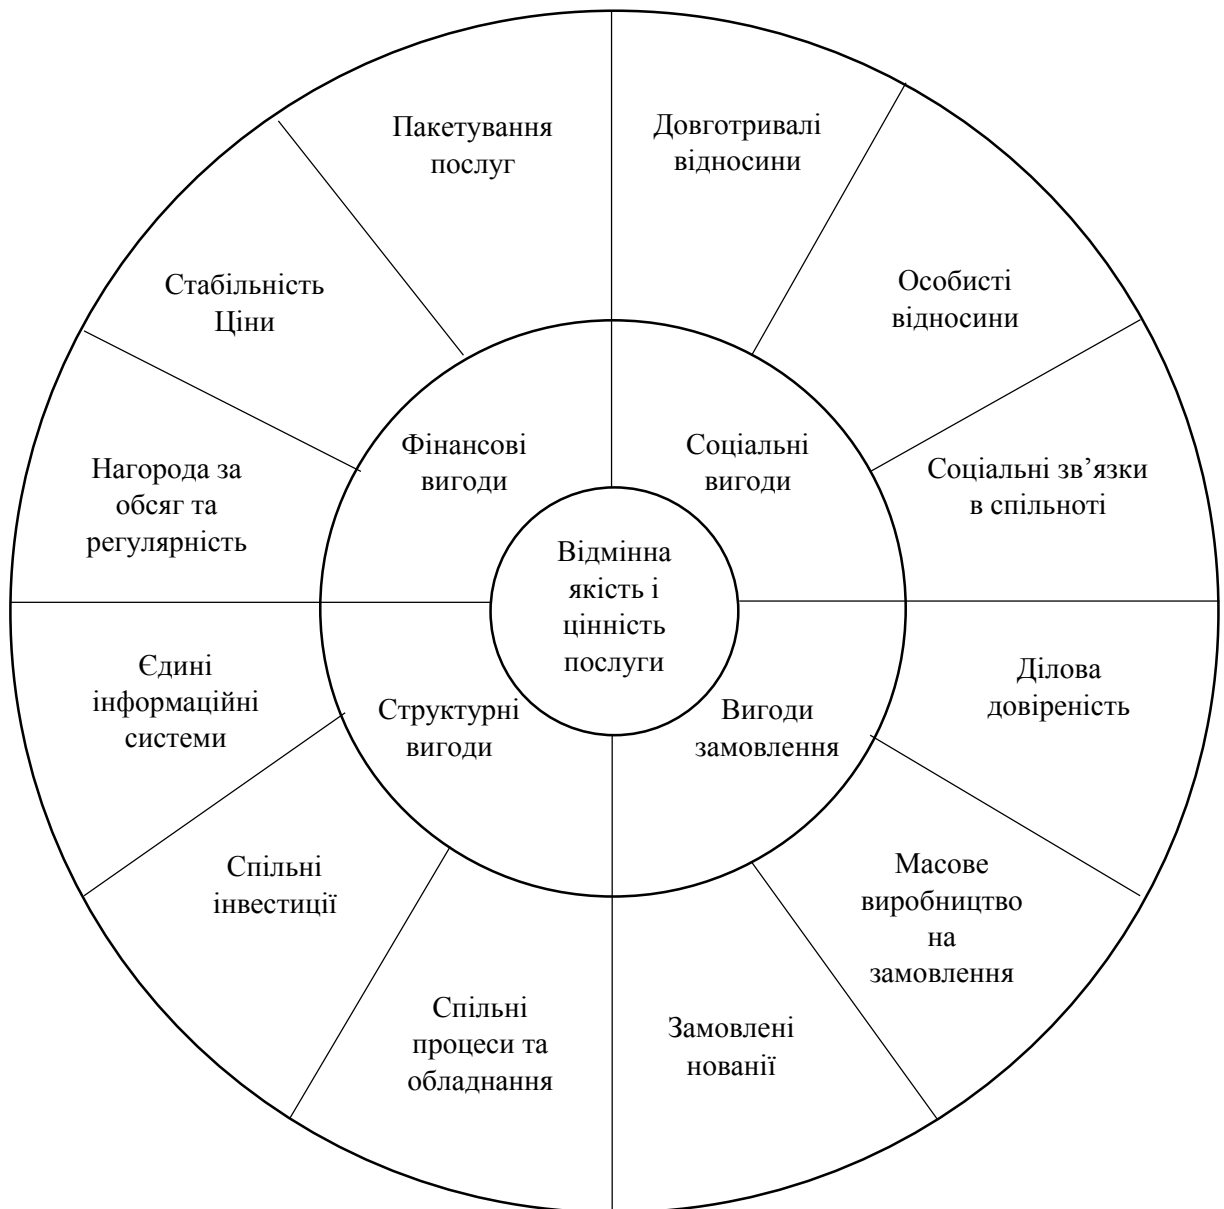 Пакетування
послуг
Довготривалі
відносини
Стабільність
Ціни
Особисті
відносини
Нагорода за
обсяг та
регулярність
Фінансові
вигоди
Соціальні
вигоди
Соціальні зв’язки
в спільноті
Відмінна
якість і
цінність
послуги
Єдині
інформаційні
системи
Структурні
вигоди
Вигоди
замовлення
Ділова
довіреність
Спільні
інвестиції
Масове
виробництво
на
замовлення
Спільні
процеси та
обладнання
Замовлені
нованії